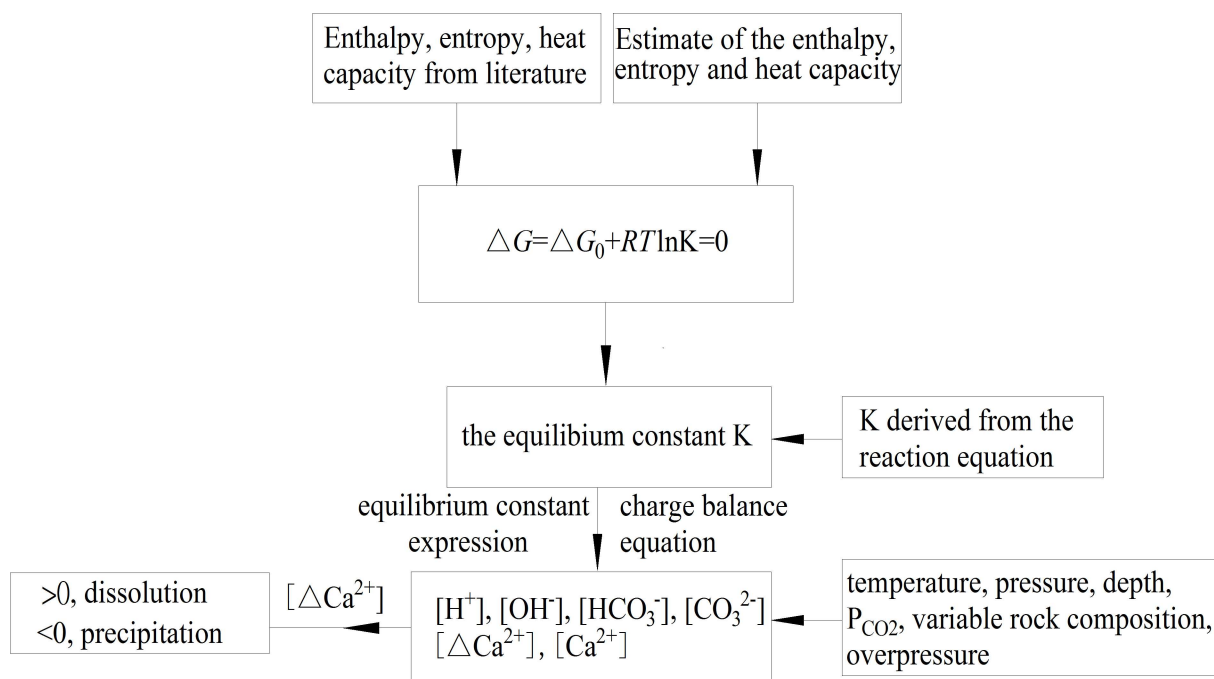 Enthalpy, entropy, heat
capacity from literature
Estimate of the enthalpy,
entropy and heat capacity
△G=△G₀+RTlnK=0
the equilibium constant K
K derived from the
reaction equation
equilibrium constant
expression
charge balance
equation
>0, dissolution
<0, precipitation
[△Ca²⁺]
[H⁺], [OH⁻], [HCO₃⁻], [CO₃²⁻]
[△Ca²⁺], [Ca²⁺]
temperature, pressure, depth,
P_CO2, variable rock composition,
overpressure